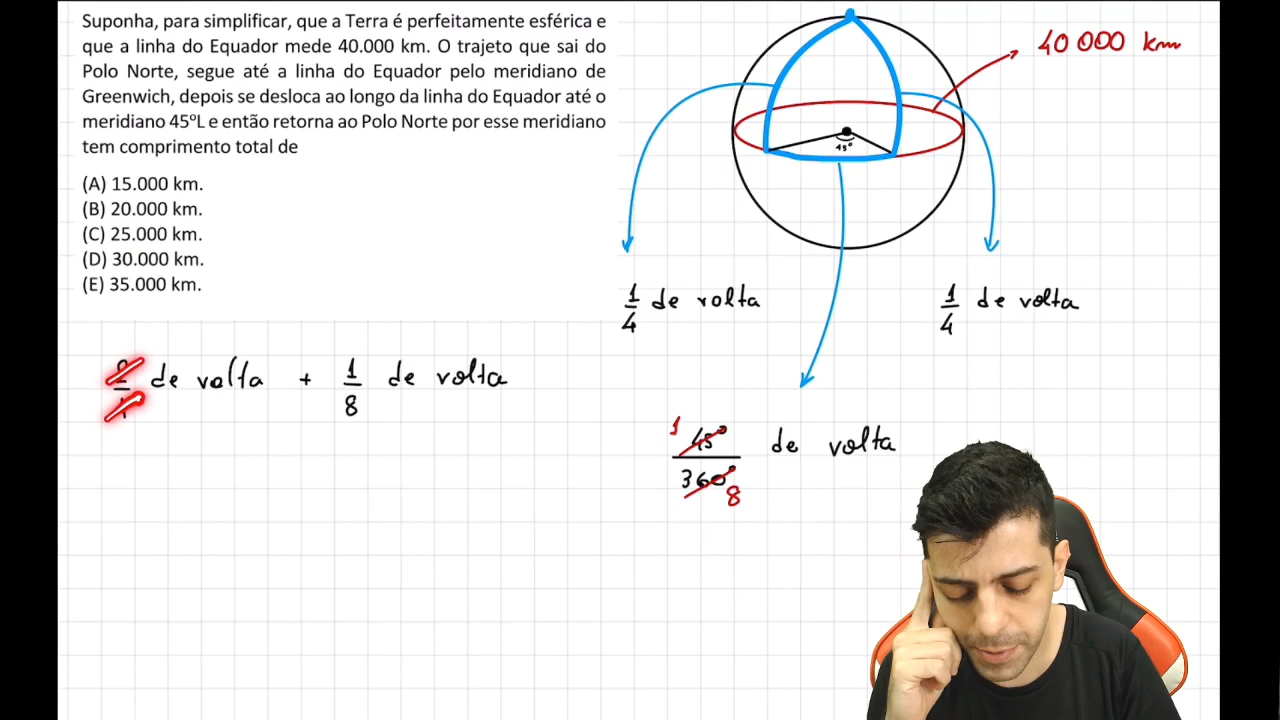 Suponha, para simplificar, que a Terra é perfeitamente esférica e
que a linha do Equador mede 40.000 km. O trajeto que sai do
Polo Norte, segue até a linha do Equador pelo meridiano de
Greenwich, depois se desloca ao longo da linha do Equador até o
meridiano 45ºL e então retorna ao Polo Norte por esse meridiano
tem comprimento total de
(A) 15.000 km.
(B) 20.000 km.
(C) 25.000 km.
(D) 30.000 km.
(E) 35.000 km.
40 000 km
45°
1/4 de volta
1/4 de volta
de volta + 1/8 de volta
1 45°
360° 8
de volta